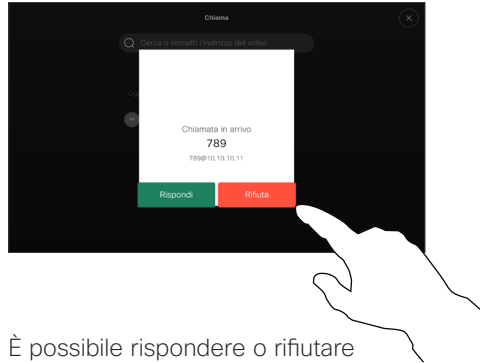 Chiama
Cerca o immetti l'indirizzo del video
Chiamata in arrivo
789
789@10.10.10.11
Rispondi
Rifiuta
È possibile rispondere o rifiutare